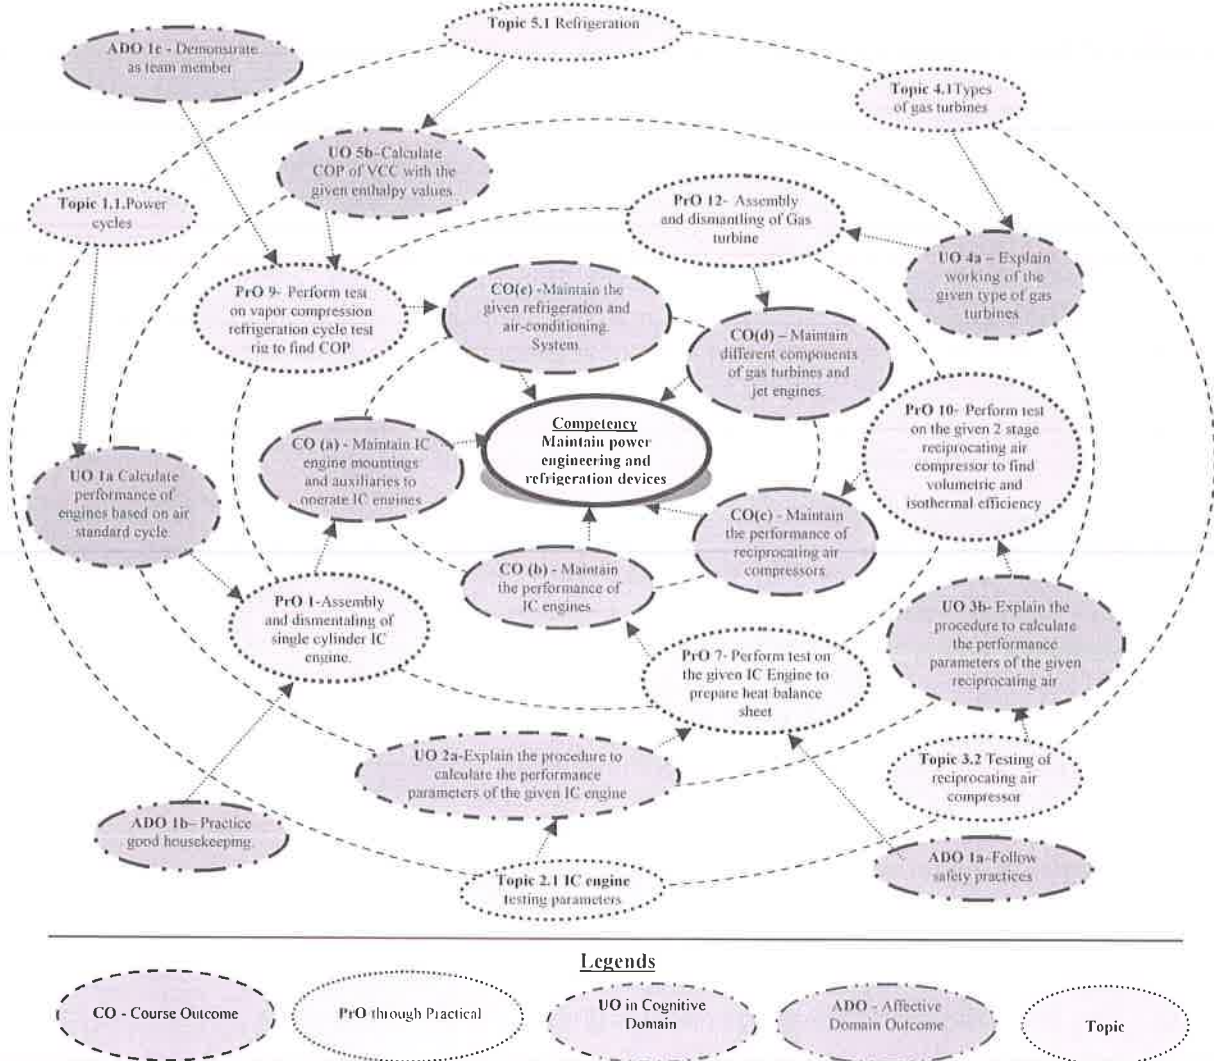 Topic 5.1 Refrigeration
ADO 1c - Demonstrate
as team member
Topic 4.1Types
of gas turbines
UO 5b–Calculate
COP of VCC with the
given enthalpy values.
Topic 1.1.Power
cycles
PrO 12- Assembly
and dismantling of Gas
turbine
UO 4a – Explain
working of the
given type of gas
turbines
PrO 9- Perform test
on vapor compression
refrigeration cycle test
rig to find COP
CO(e) -Maintain the
given refrigeration and
air-conditioning.
System.
CO(d) – Maintain
different components
of gas turbines and
jet engines.
PrO 10- Perform test
on the given 2 stage
reciprocating air
compressor to find
volumetric and
isothermal efficiency
Competency
Maintain power
engineering and
refrigeration devices
CO (a) - Maintain IC
engine mountings
and auxiliaries to
operate IC engines
UO 1a Calculate
performance of
engines based on air
standard cycle.
CO(c) - Maintain
the performance of
reciprocating air
compressors.
CO (b) - Maintain
the performance of
IC engines
PrO 1-Assembly
and dismentaling of
single cylinder IC
engine.
UO 3b- Explain the
procedure to calculate
the performance
parameters of the given
reciprocating air
PrO 7- Perform test on
the given IC Engine to
prepare heat balance
sheet
UO 2a-Explain the procedure to
calculate the performance
parameters of the given IC engine
Topic 3.2 Testing of
reciprocating air
compressor
ADO 1b– Practice
good housekeeping.
ADO 1a-Follow
safety practices
Topic 2.1 IC engine
testing parameters
Legends
CO - Course Outcome
PrO through Practical
UO in Cognitive
Domain
ADO - Affective
Domain Outcome
Topic